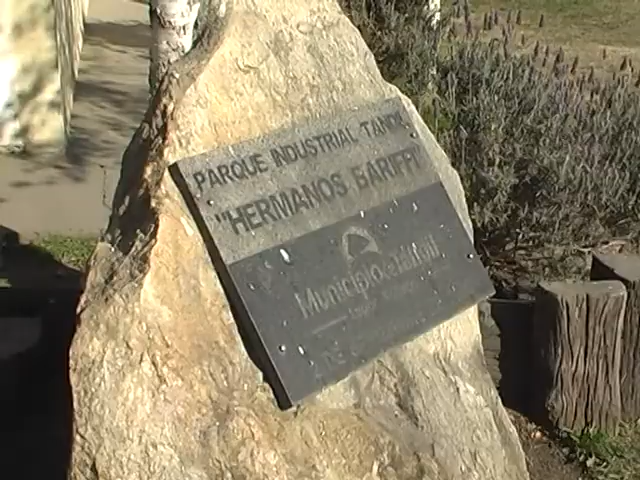 PARQUE INDUSTRIAL TANDIL
"HERMANOS BARIFFI"
Municipio de Tandil